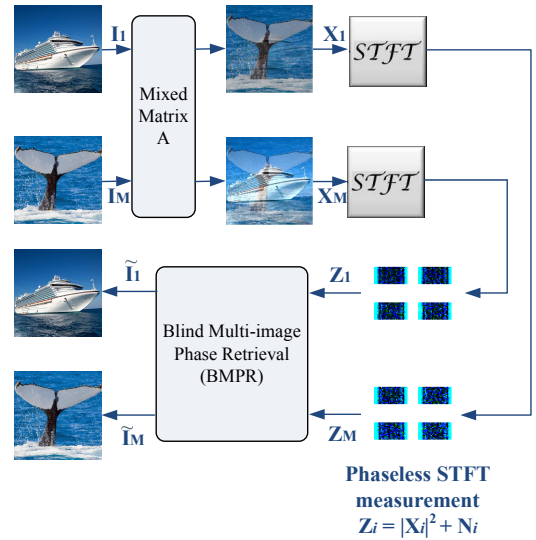 I1
X1
STFT
Mixed
Matrix
A
IM
XM
STFT
Ĩ1
Z1
Blind Multi-image
Phase Retrieval
(BMPR)
ĨM
ZM
Phaseless STFT
measurement
Zi = |Xi|² + Ni